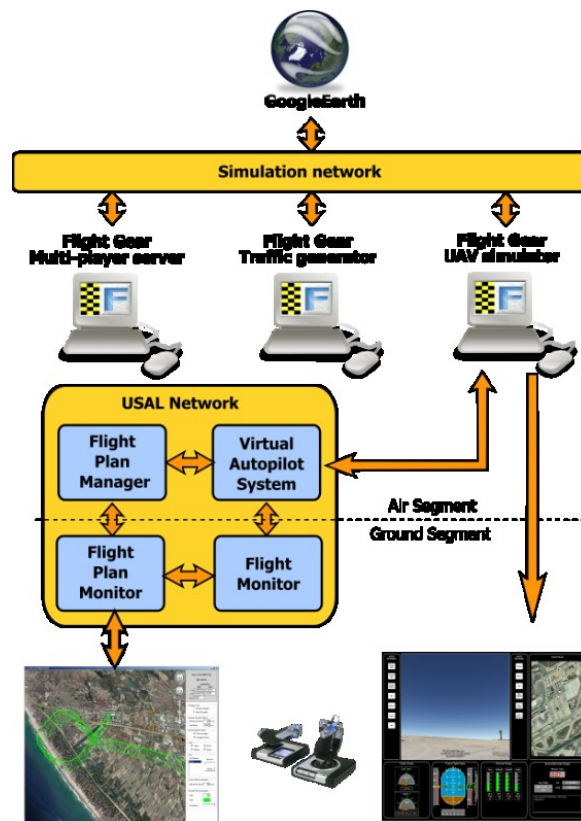 GoogleEarth
Simulation network
Flight Gear
Multi-player server
Flight Gear
Traffic generator
Flight Gear
UAV simulator
USAL Network
Flight
Plan
Manager
Virtual
Autopilot
System
Air Segment
Ground Segment
Flight
Plan
Monitor
Flight
Monitor